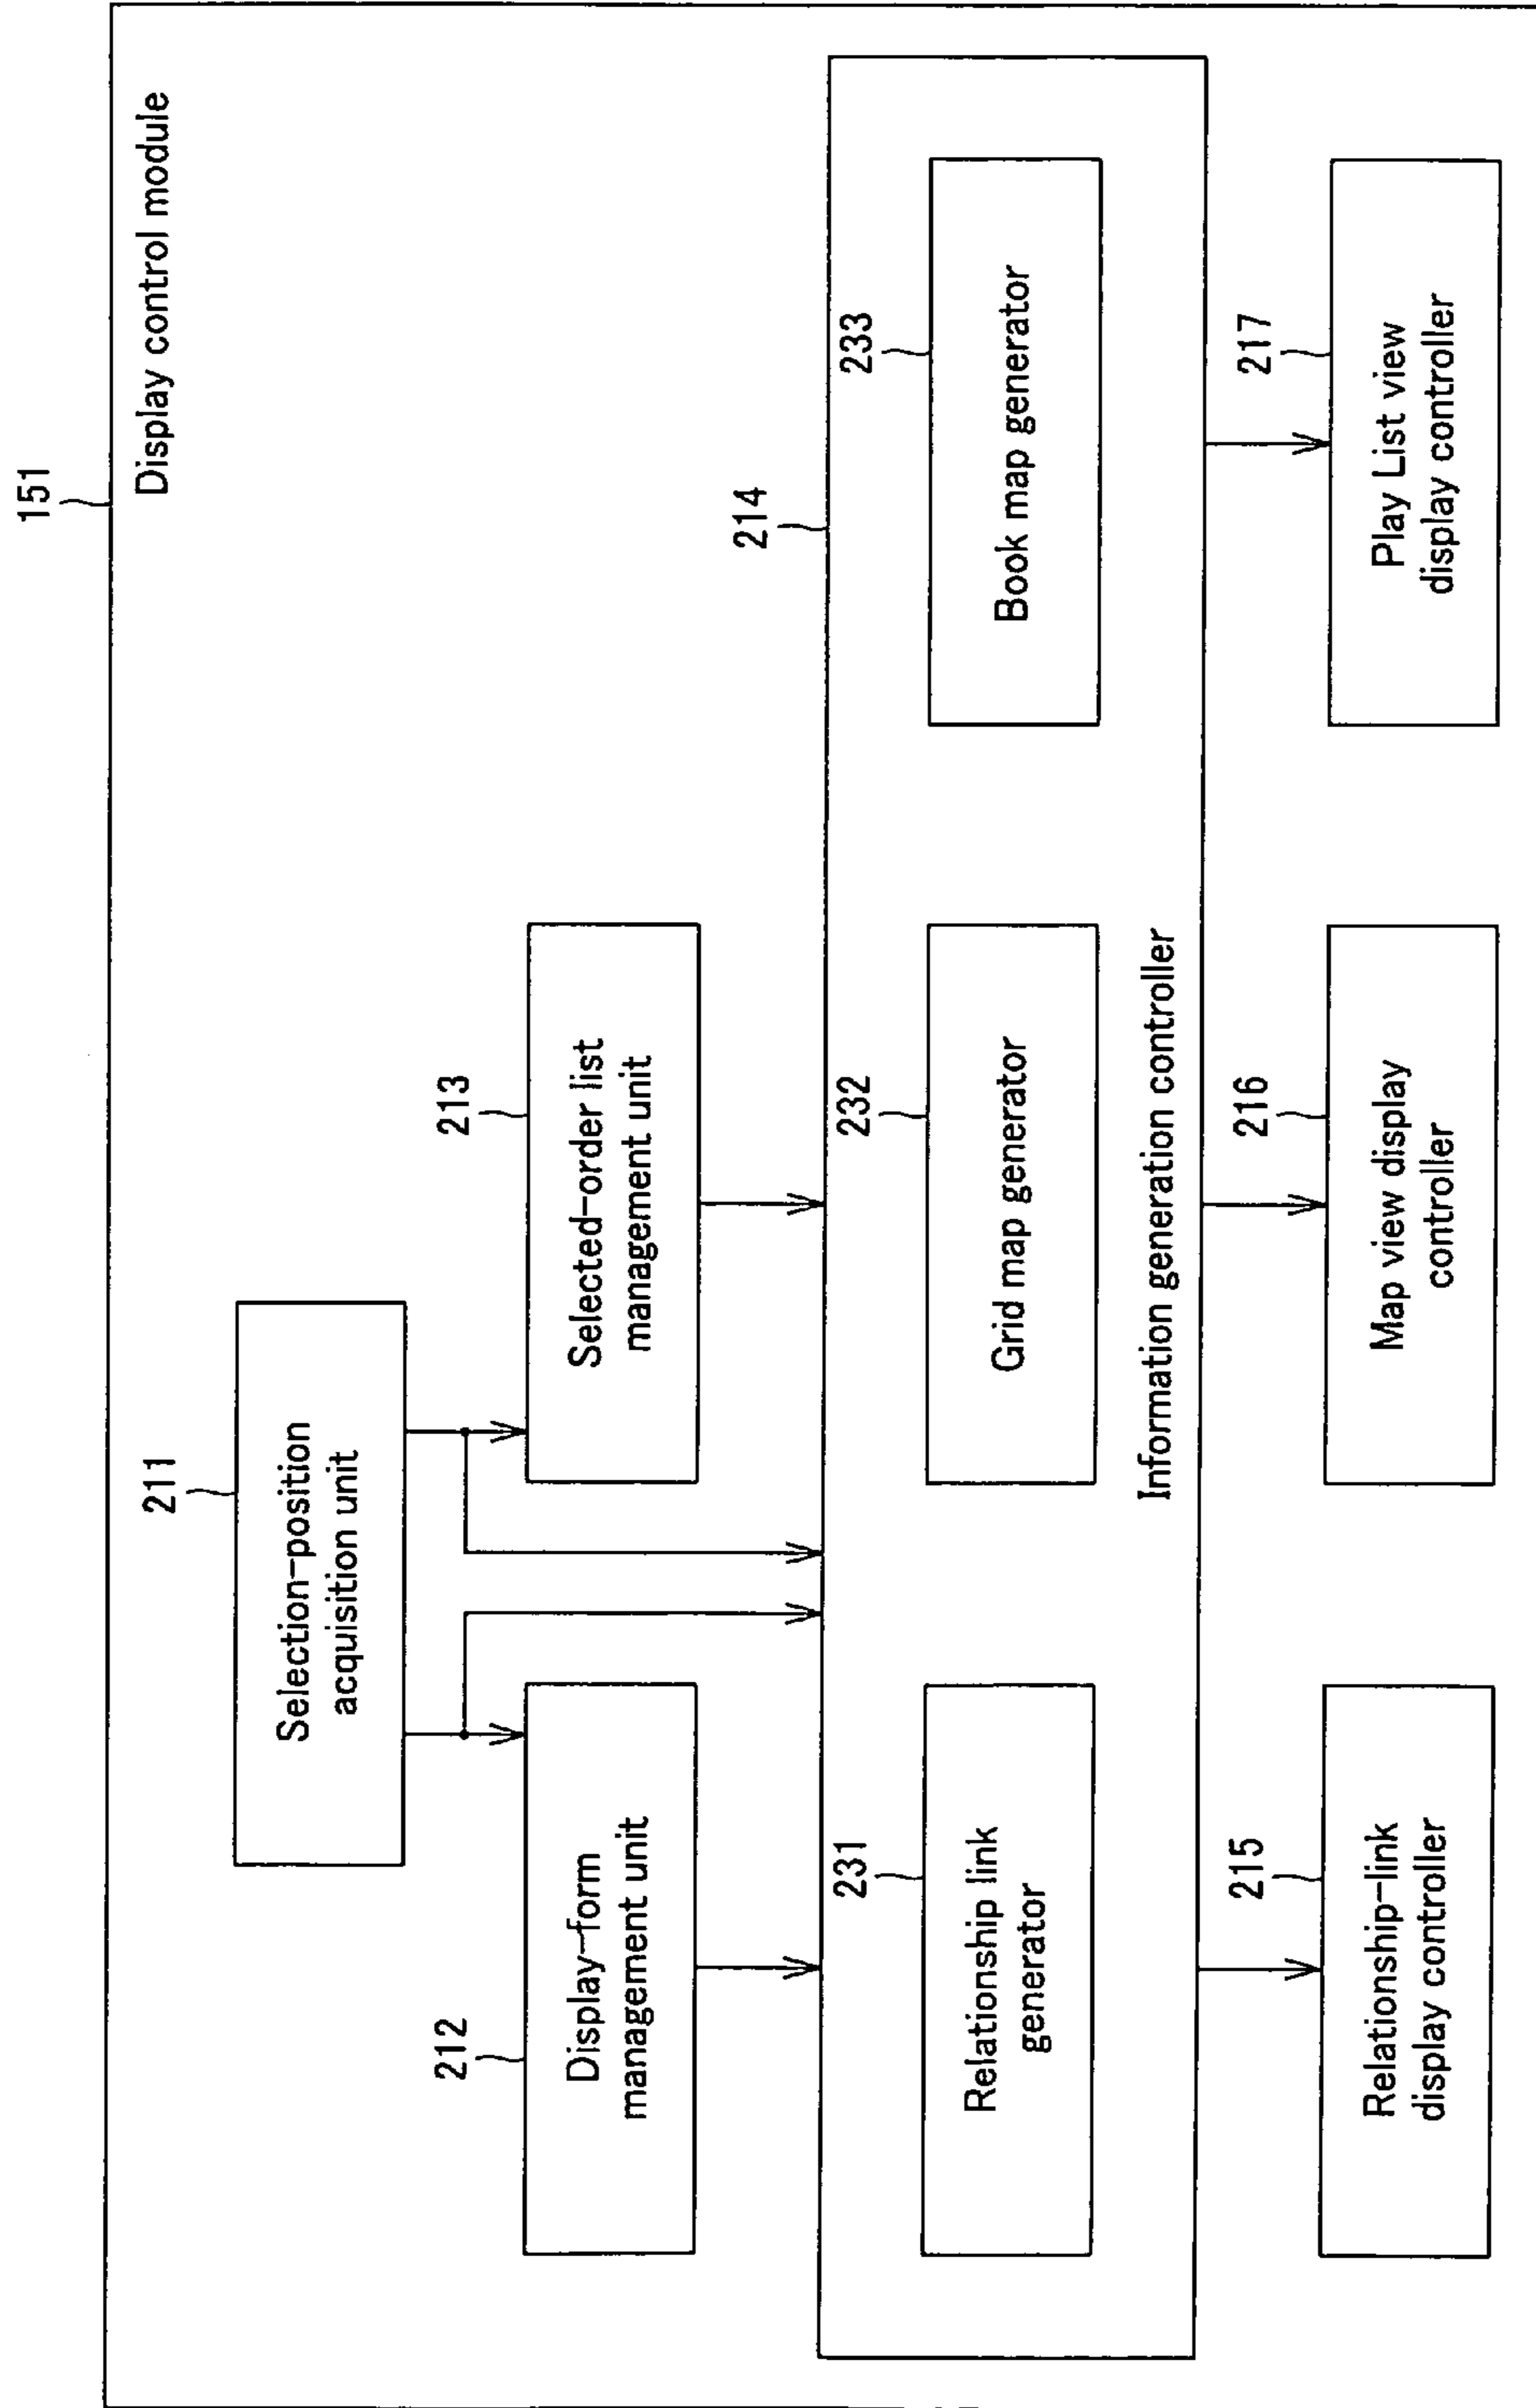 151
Display control module
211
Selection-position
acquisition unit
212
Display-form
management unit
213
Selected-order list
management unit
214
231
Relationship link
generator
232
Grid map generator
233
Book map generator
Information generation controller
215
Relationship-link
display controller
216
Map view display
controller
217
Play List view
display controller